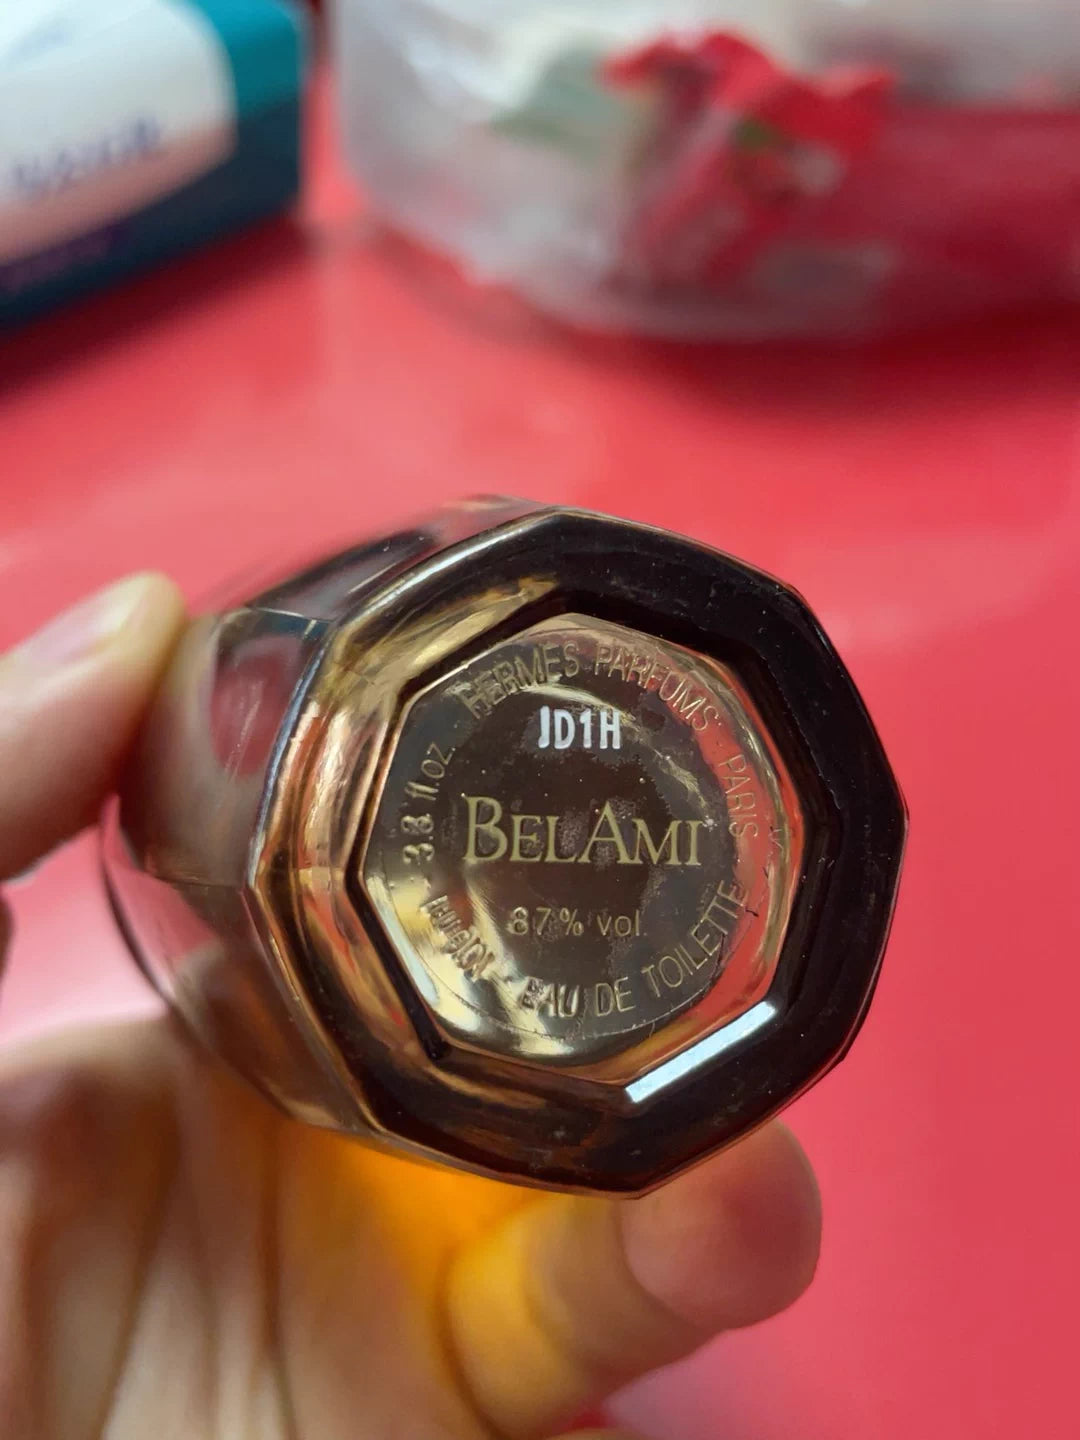 HERMES PARFUMS PARIS
JD1H
3.3 fl.oz
BELAMI
87% vol.
EAU DE TOILETTE